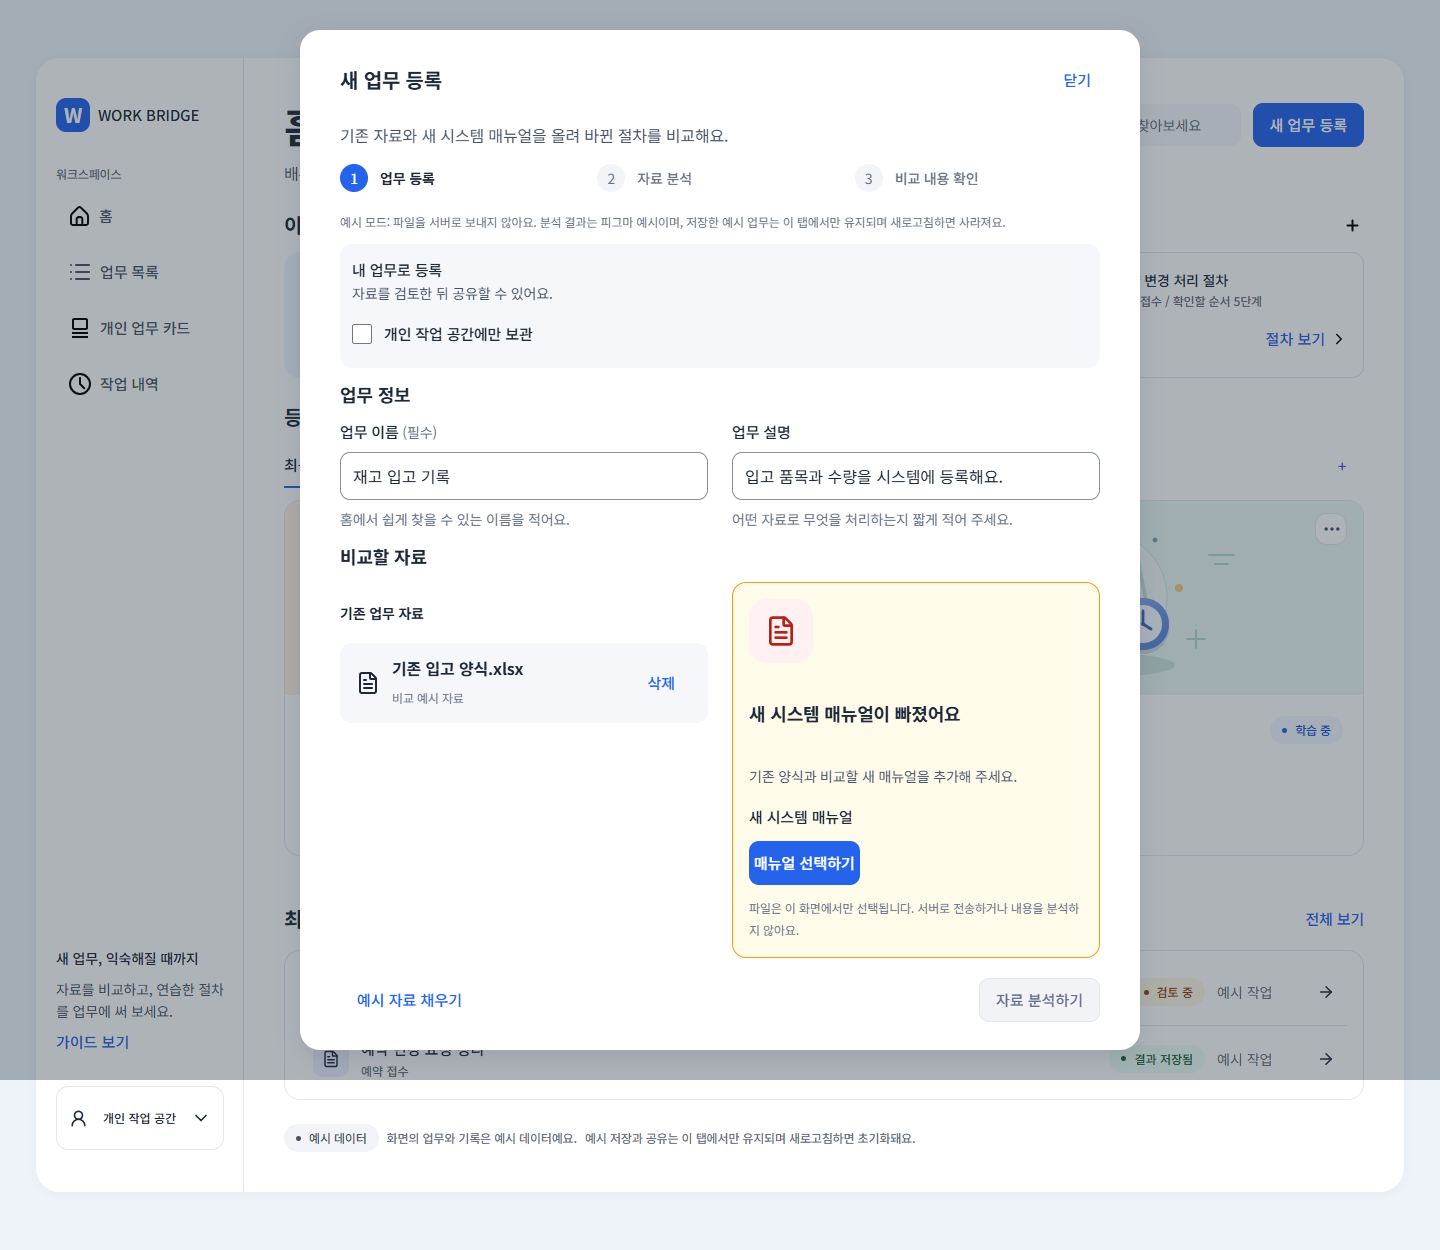 W WORK BRIDGE
워크스페이스
홈
업무 목록
개인 업무 카드
작업 내역
새 업무, 익숙해질 때까지
자료를 비교하고, 연습한 절차
를 업무에 써 보세요.
가이드 보기
개인 작업 공간
찾아보세요
새 업무 등록
변경 처리 절차
접수 / 확인할 순서 5단계
절차 보기
+
학습 중
전체 보기
검토 중 예시 작업
결과 저장됨 예시 작업
예약 접수
예시 데이터 화면의 업무와 기록은 예시 데이터예요. 예시 저장과 공유는 이 탭에서만 유지되며 새로고침하면 초기화돼요.
새 업무 등록
닫기
기존 자료와 새 시스템 매뉴얼을 올려 바뀐 절차를 비교해요.
1 업무 등록
2 자료 분석
3 비교 내용 확인
예시 모드: 파일을 서버로 보내지 않아요. 분석 결과는 피그마 예시이며, 저장한 예시 업무는 이 탭에서만 유지되며 새로고침하면 사라져요.
내 업무로 등록
자료를 검토한 뒤 공유할 수 있어요.
개인 작업 공간에만 보관
업무 정보
업무 이름 (필수)
재고 입고 기록
홈에서 쉽게 찾을 수 있는 이름을 적어요.
업무 설명
입고 품목과 수량을 시스템에 등록해요.
어떤 자료로 무엇을 처리하는지 짧게 적어 주세요.
비교할 자료
기존 업무 자료
기존 입고 양식.xlsx
비교 예시 자료
삭제
새 시스템 매뉴얼이 빠졌어요
기존 양식과 비교할 새 매뉴얼을 추가해 주세요.
새 시스템 매뉴얼
매뉴얼 선택하기
파일은 이 화면에서만 선택됩니다. 서버로 전송하거나 내용을 분석하
지 않아요.
예시 자료 채우기
자료 분석하기